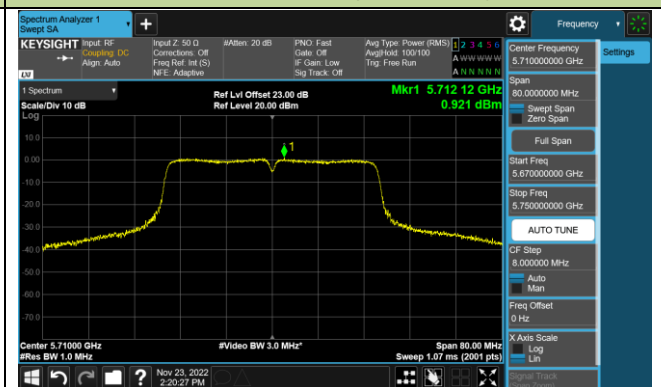 Spectrum Analyzer 1
Swept SA
Frequency
KEYSIGHT
Input: RF
Coupling: DC
Align: Auto
Input Z: 50 Ω
Corrections: Off
Freq Ref: Int (S)
NFE: Adaptive
#Atten: 20 dB
PNO: Fast
Gate: Off
IF Gain: Low
Sig Track: Off
Avg Type: Power (RMS)
Avg|Hold: 100/100
Trig: Free Run
1 2 3 4 5 6
A W W W W W
A N N N N N
LXI
1 Spectrum
Scale/Div 10 dB
Log
Ref Lvl Offset 23.00 dB
Ref Level 20.00 dBm
Mkr1 5.712 12 GHz
0.921 dBm
10.0
0.00
-10.0
-20.0
-30.0
-40.0
-50.0
-60.0
-70.0
1
Center 5.71000 GHz
#Res BW 1.0 MHz
#Video BW 3.0 MHz*
Span 80.00 MHz
Sweep 1.07 ms (2001 pts)
Nov 23, 2022
2:20:27 PM
Center Frequency
5.710000000 GHz
Span
80.0000000 MHz
Swept Span
Zero Span
Full Span
Start Freq
5.670000000 GHz
Stop Freq
5.750000000 GHz
AUTO TUNE
CF Step
8.000000 MHz
Auto
Man
Freq Offset
0 Hz
X Axis Scale
Log
Lin
Signal Track
(Span Zoom)
Settings